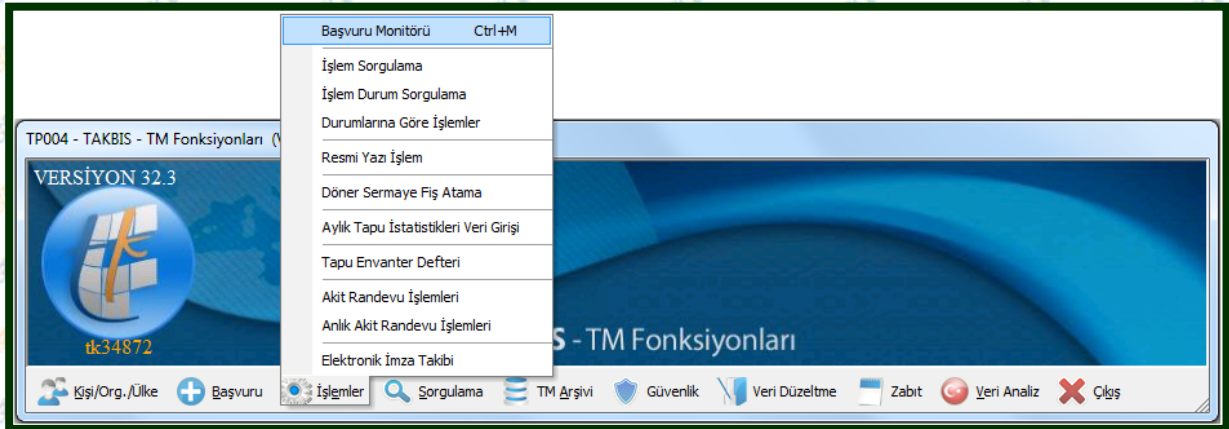 Başvuru Monitörü Ctrl+M
İşlem Sorgulama
İşlem Durum Sorgulama
Durumlarına Göre İşlemler
Resmi Yazı İşlem
Döner Sermaye Fiş Atama
Aylık Tapu İstatistikleri Veri Girişi
Tapu Envanter Defteri
Akit Randevu İşlemleri
Anlık Akit Randevu İşlemleri
Elektronik İmza Takibi
TP004 - TAKBIS - TM Fonksiyonları (
VERSİYON 32.3
tk34872
S - TM Fonksiyonları
Kişi/Org./Ülke Başvuru İşlemler Sorgulama TM Arşivi Güvenlik Veri Düzeltme Zabıt Veri Analiz Çıkış